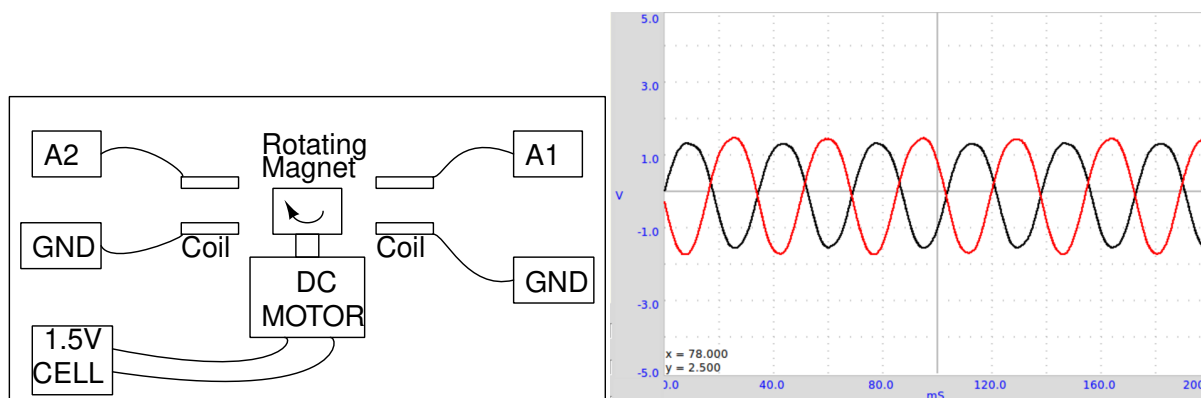 A2
Rotating
Magnet
A1
GND
Coil
Coil
DC
MOTOR
GND
1.5V
CELL
5.0
3.0
1.0
V
-1.0
-3.0
-5.0
x = 78.000
y = 2.500
0.0
40.0
80.0
120.0
160.0
200
mS